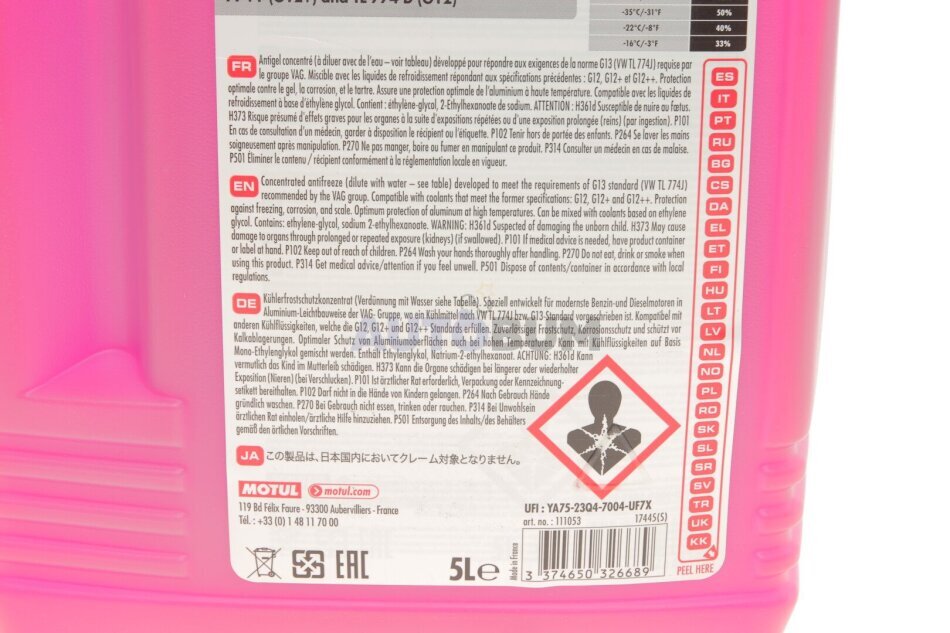 -35°C/-31°F 50%
-22°C/-8°F 40%
-16°C/-3°F 33%
FR Antigel concentré (à diluer avec de l'eau – voir tableau) développé pour répondre aux exigences de la norme G13 (VW TL 774J) requise par
le groupe VAG. Miscible avec les liquides de refroidissement répondant aux spécifications précédentes : G12, G12+ et G12++. Protection
optimale contre le gel, la corrosion, et le tartre. Assure une protection optimale de l'aluminium à haute température. Compatible avec les liquides de
refroidissement à base d'éthylène glycol. Contient : éthylène-glycol, 2-Ethylhexanoate de sodium. ATTENTION : H361d Susceptible de nuire au fœtus.
H373 Risque présumé d'effets graves pour les organes à la suite d'expositions répétées ou d'une exposition prolongée (reins) (par ingestion). P101
En cas de consultation d'un médecin, garder à disposition le récipient ou l'étiquette. P102 Tenir hors de portée des enfants. P264 Se laver les mains
soigneusement après manipulation. P270 Ne pas manger, boire ou fumer en manipulant ce produit. P314 Consulter un médecin en cas de malaise.
P501 Éliminer le contenu / récipient conformément à la réglementation locale en vigueur.
EN Concentrated antifreeze (dilute with water – see table) developed to meet the requirements of G13 standard (VW TL 774J)
recommended by the VAG group. Compatible with coolants that meet the former specifications: G12, G12+ and G12++. Protection
against freezing, corrosion, and scale. Optimum protection of aluminum at high temperatures. Can be mixed with coolants based on ethylene
glycol. Contains: ethylene-glycol, sodium 2-ethylhexanoate. WARNING: H361d Suspected of damaging the unborn child. H373 May cause
damage to organs through prolonged or repeated exposure (kidneys) (if swallowed). P101 If medical advice is needed, have product container
or label at hand. P102 Keep out of reach of children. P264 Wash your hands thoroughly after handling. P270 Do not eat, drink or smoke when
using this product. P314 Get medical advice/attention if you feel unwell. P501 Dispose of contents/container in accordance with local
regulations.
DE Kühlerfrostschutzkonzentrat (Verdünnung mit Wasser siehe Tabelle). Speziell entwickelt für modernste Benzin-und Dieselmotoren in
Aluminium-Leichtbauweise der VAG- Gruppe, wo ein Kühlmittel nach VW TL 774J bzw. G13-Standard vorgeschrieben ist. Kompatibel mit
anderen Kühlflüssigkeiten, welche die G12, G12+ und G12++ Standards erfüllen. Zuverlässiger Frost- und Korrosionsschutz und schützt vor
Kalkablagerungen. Optimaler Schutz von Aluminiumoberflächen auch bei hohen Temperaturen. Kann mit Kühlflüssigkeiten auf Basis
Mono-Ethylenglykol gemischt werden. Enthält Ethylenglykol, Natrium-2-ethylhexanoat. ACHTUNG: H361d Kann
vermutlich das Kind im Mutterleib schädigen. H373 Kann die Organe schädigen bei längerer oder wiederholter
Exposition (Nieren) (bei Verschlucken). P101 Ist ärztlicher Rat erforderlich, Verpackung oder Kennzeichnung-
setikett bereithalten. P102 Darf nicht in die Hände von Kindern gelangen. P264 Nach Gebrauch Hände
gründlich waschen. P270 Bei Gebrauch nicht essen, trinken oder rauchen. P314 Bei Unwohlsein
ärztlichen Rat einholen/ärztliche Hilfe hinzuziehen. P501 Entsorgung des Inhalts/des Behälters
gemäß den örtlichen Vorschriften.
JA この製品は、日本国内においてクレーム対象となりません。
MOTUL motul.com
119 Bd Félix Faure - 93300 Aubervilliers - France
Tel. : +33 (0) 1 48 11 70 00
EAC
5L e
UFI : YA7S-23Q4-7004-UF7X
art. no. : 111053 17445(5)
Made in France
3 374650 326689
ES
IT
PT
RU
BG
CS
DA
EL
ET
FI
HU
LT
LV
NL
NO
PL
RO
SK
SL
SR
SV
TR
UK
KK
PEEL HERE